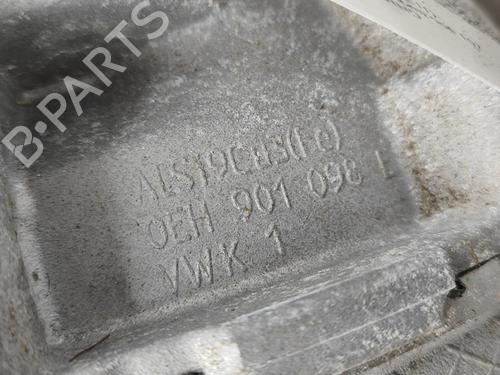 B-PARTS
ALSI9CU3(Fe)
0EH 901 098 L
VWK 1